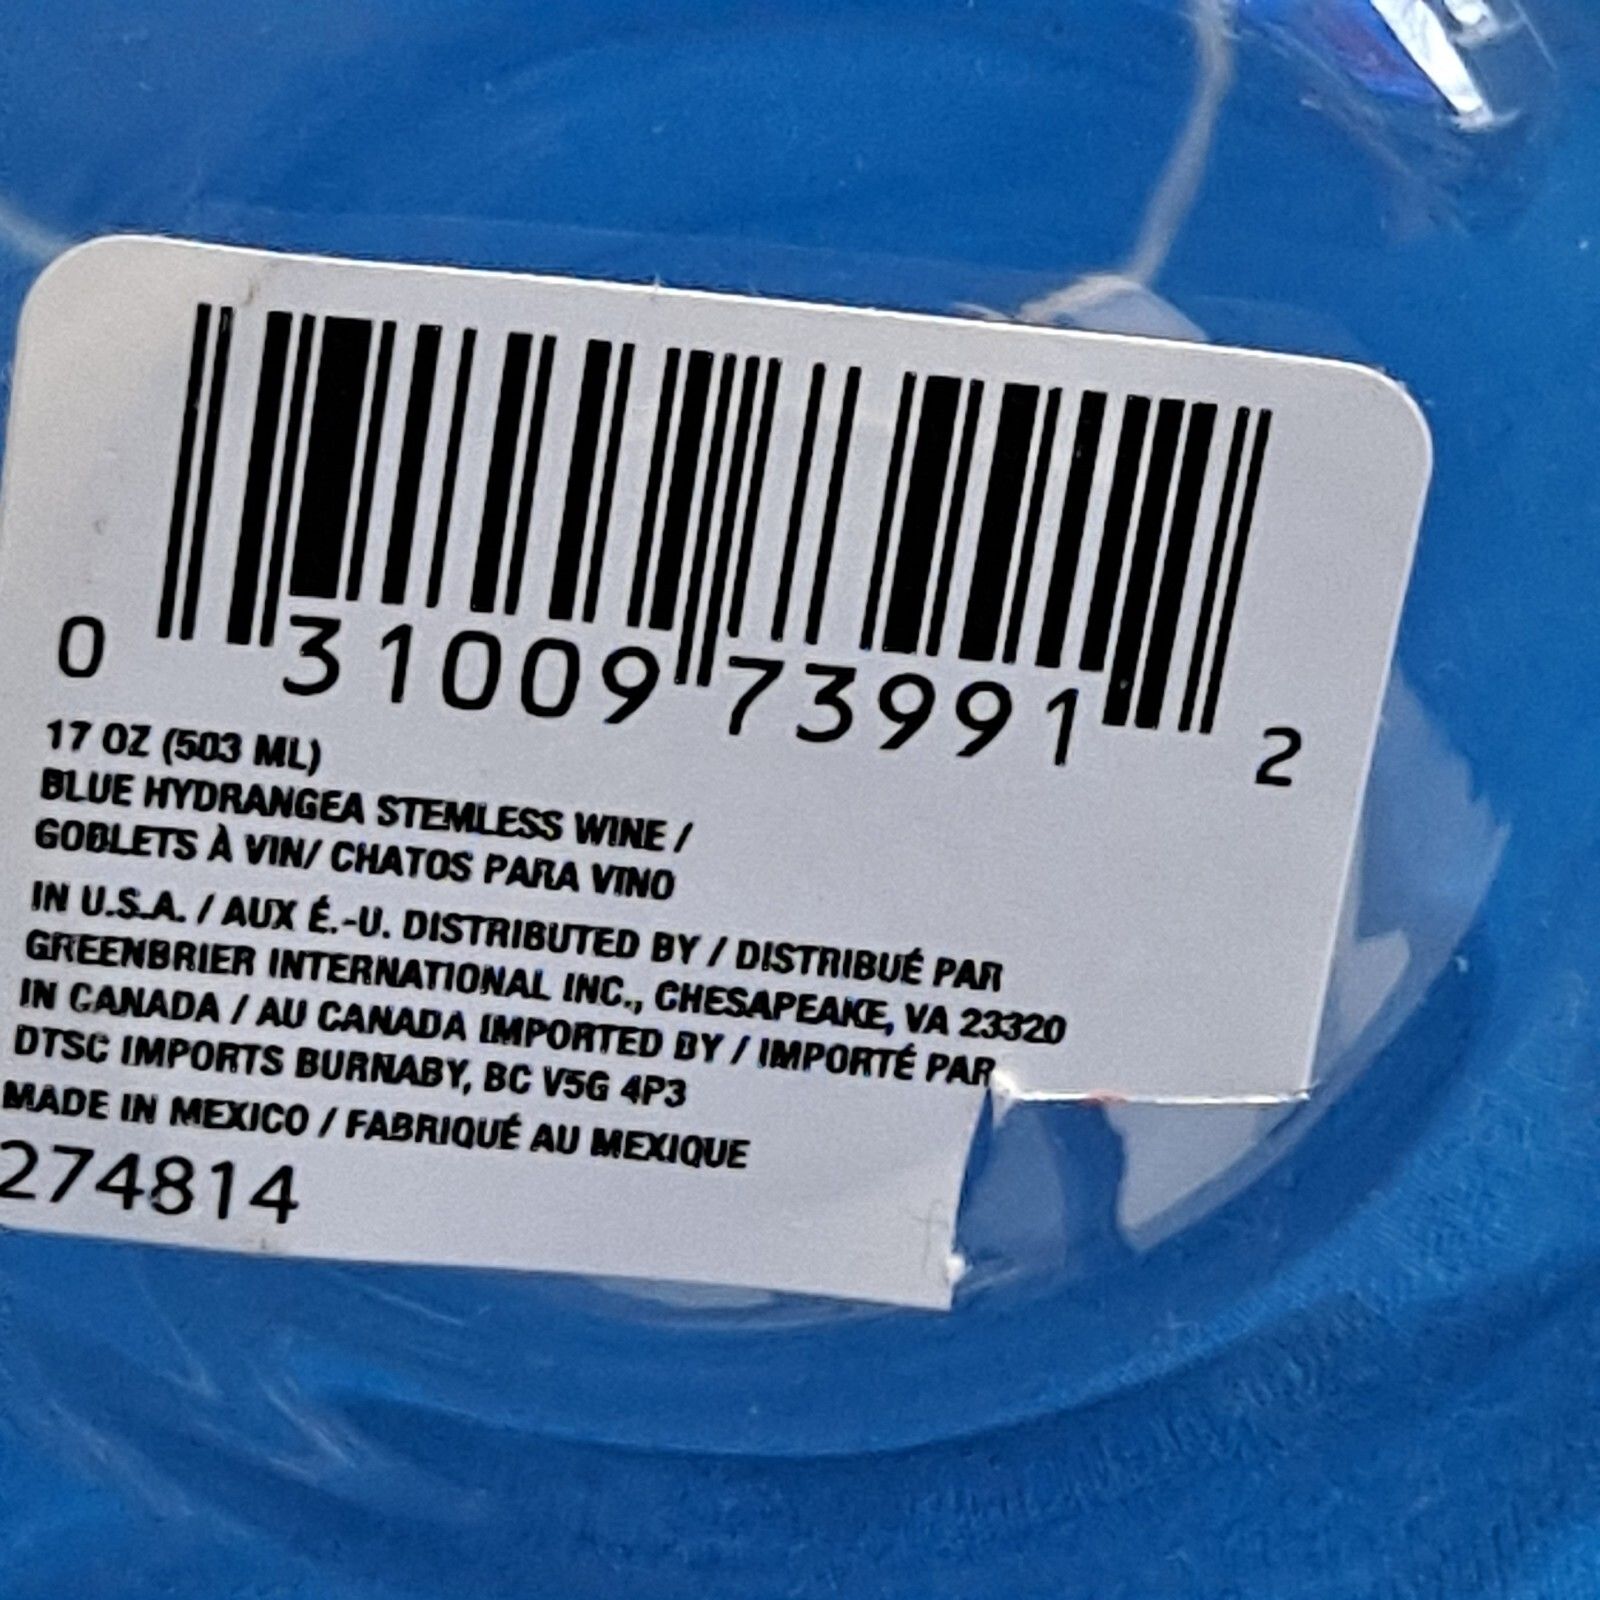 0 31009 73991 2
17 OZ (503 ML)
BLUE HYDRANGEA STEMLESS WINE /
GOBLETS À VIN/ CHATOS PARA VINO
IN U.S.A. / AUX É.-U. DISTRIBUTED BY / DISTRIBUÉ PAR
GREENBRIER INTERNATIONAL INC., CHESAPEAKE, VA 23320
IN CANADA / AU CANADA IMPORTED BY / IMPORTÉ PAR
DTSC IMPORTS BURNABY, BC V5G 4P3
MADE IN MEXICO / FABRIQUÉ AU MEXIQUE
274814